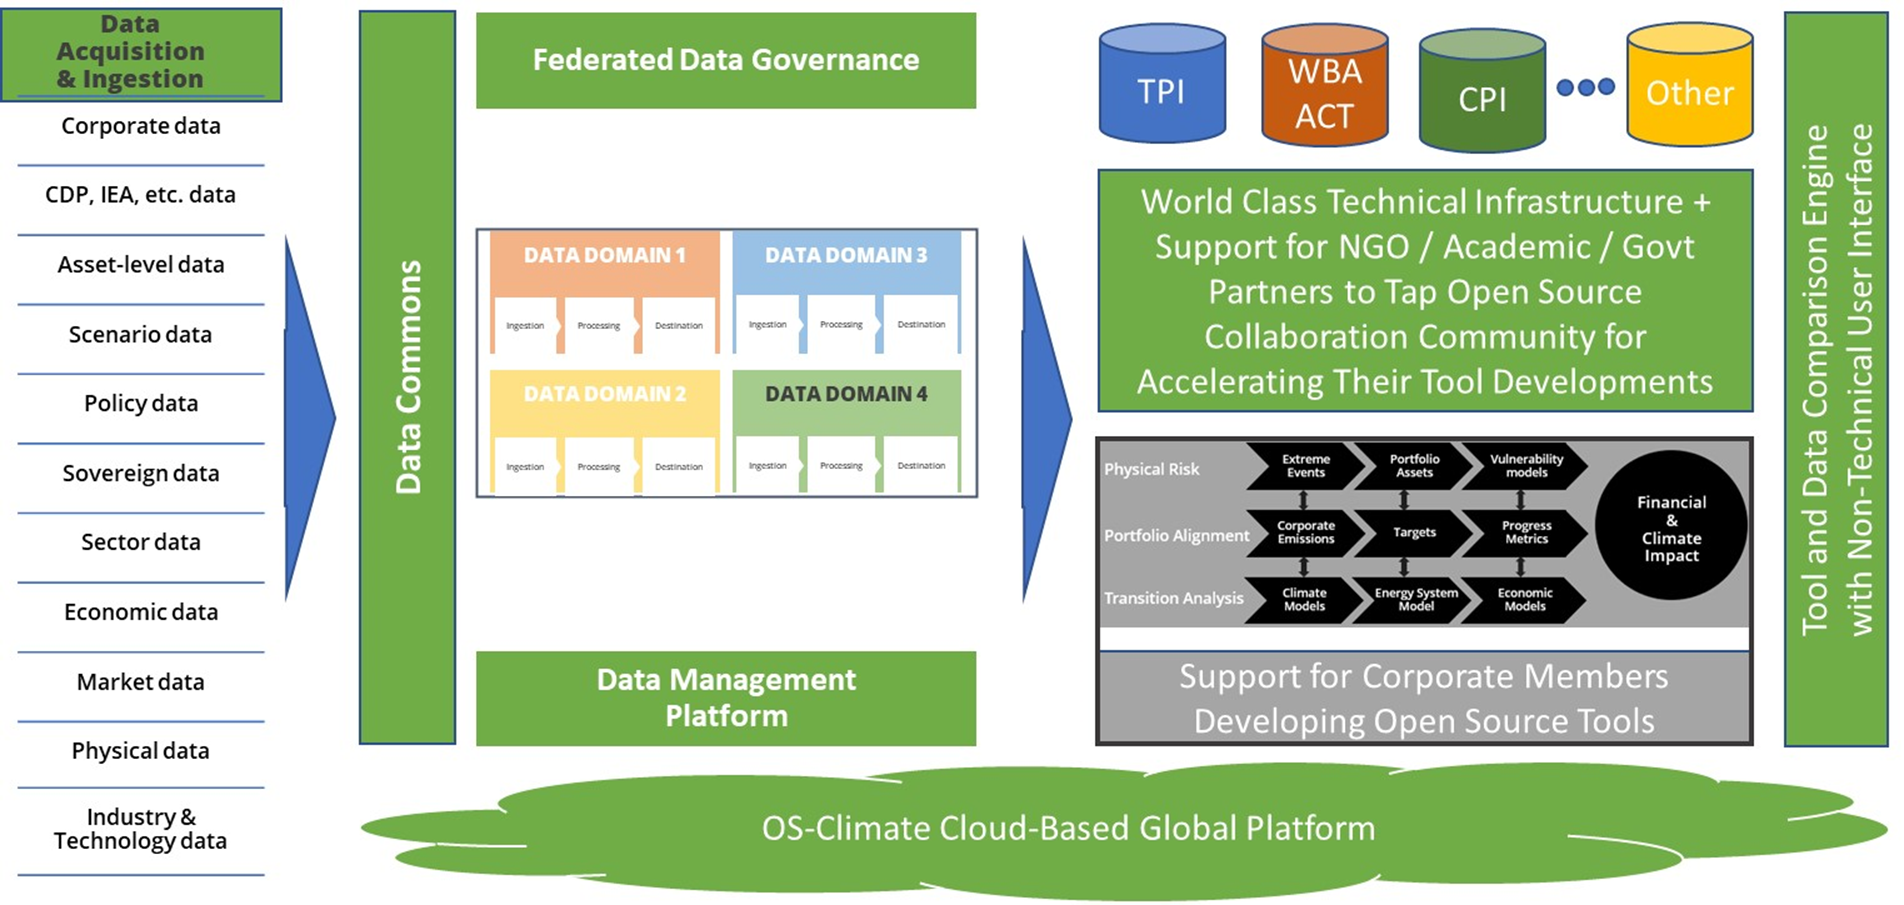 Data
Acquisition
& Ingestion
Corporate data
CDP, IEA, etc. data
Asset-level data
Scenario data
Policy data
Sovereign data
Sector data
Economic data
Market data
Physical data
Industry &
Technology data
Data Commons
Federated Data Governance
DATA DOMAIN 1
Ingestion
Processing
Destination
DATA DOMAIN 3
Ingestion
Processing
Destination
DATA DOMAIN 2
Ingestion
Processing
Destination
DATA DOMAIN 4
Ingestion
Processing
Destination
Data Management
Platform
TPI
WBA
ACT
CPI
Other
World Class Technical Infrastructure +
Support for NGO / Academic / Govt
Partners to Tap Open Source
Collaboration Community for
Accelerating Their Tool Developments
Physical Risk
Extreme
Events
Portfolio
Assets
Vulnerability
models
Portfolio Alignment
Corporate
Emissions
Targets
Progress
Metrics
Transition Analysis
Climate
Models
Energy System
Model
Economic
Models
Financial
&
Climate
Impact
Support for Corporate Members
Developing Open Source Tools
Tool and Data Comparison Engine
with Non-Technical User Interface
OS-Climate Cloud-Based Global Platform